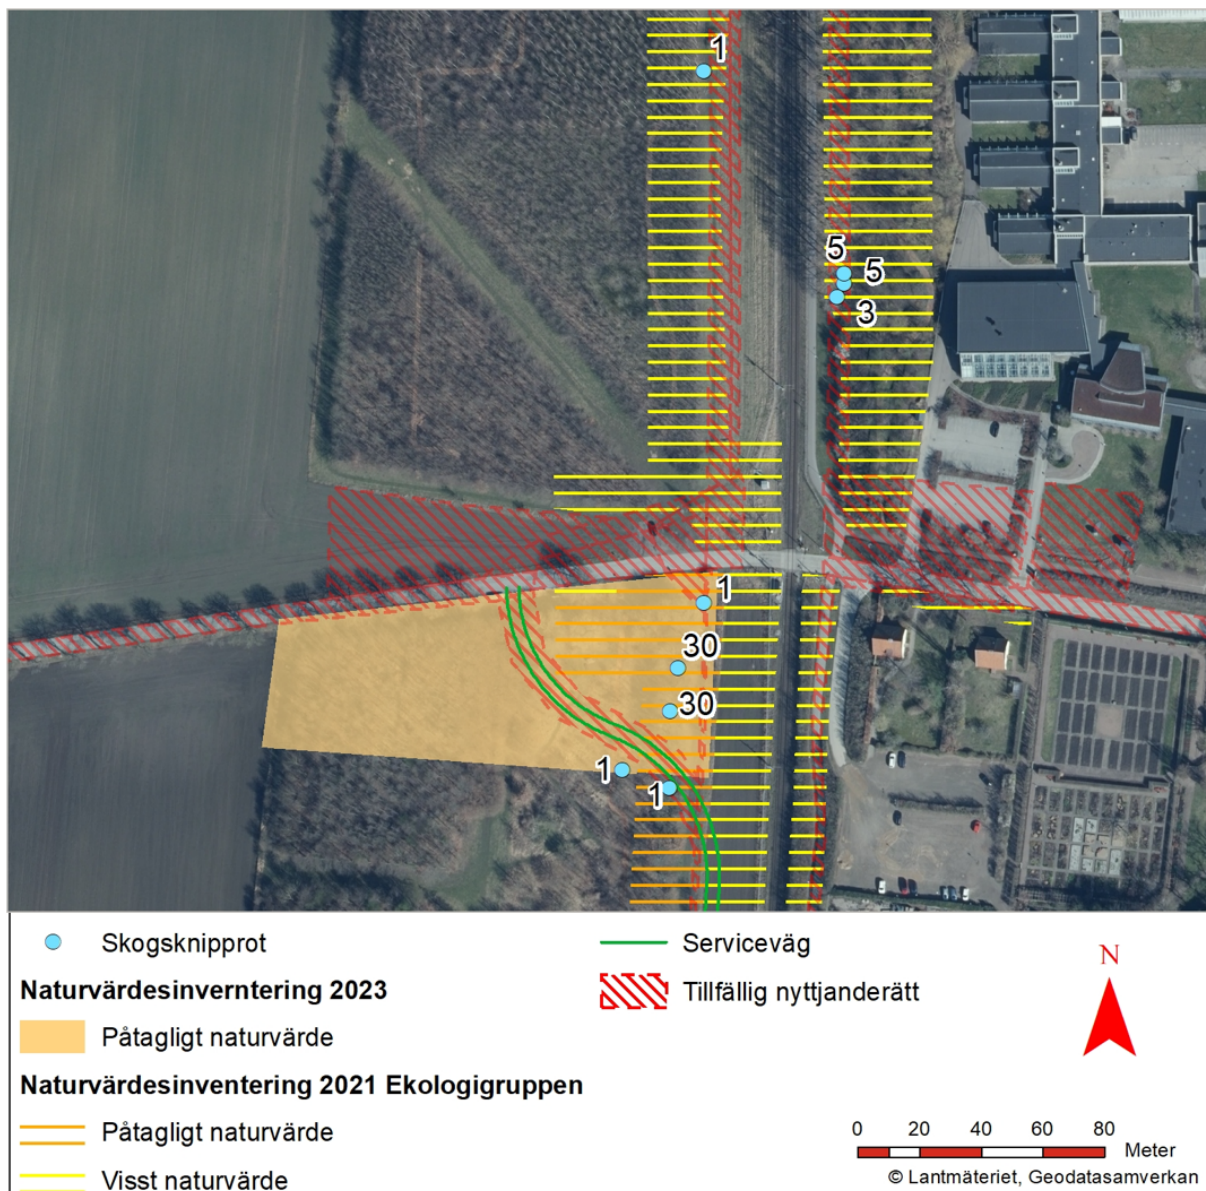 1
5
5
3
1
30
30
1
1
Skogsknipprot
Naturvärdesinverntering 2023
Påtagligt naturvärde
Naturvärdesinventering 2021 Ekologigruppen
Påtagligt naturvärde
Visst naturvärde
Serviceväg
Tillfällig nyttjanderätt
N
0 20 40 60 80
Meter
© Lantmäteriet, Geodatasamverkan